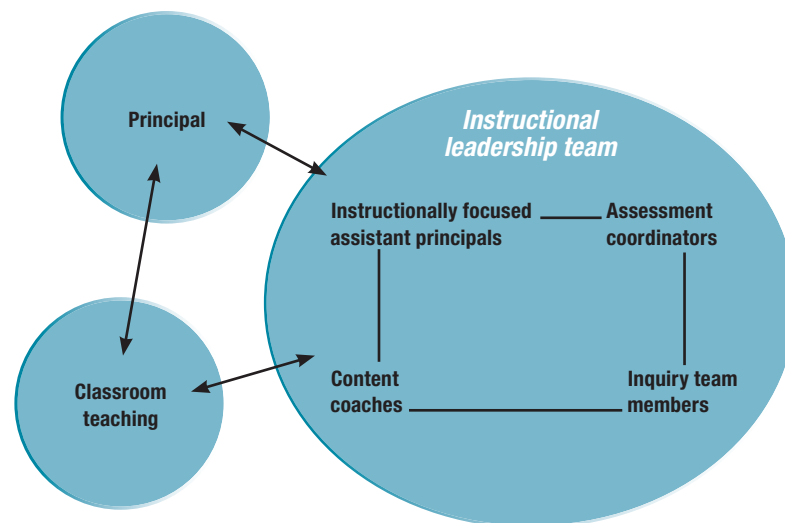 Principal
Instructional
leadership team
Instructionally focused
assistant principals
Assessment
coordinators
Classroom
teaching
Content
coaches
Inquiry team
members